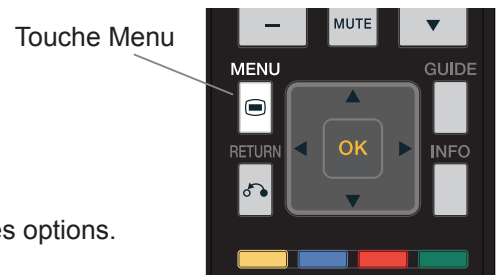 MUTE
Touche Menu
MENU GUIDE
RETURN OK INFO
es options.